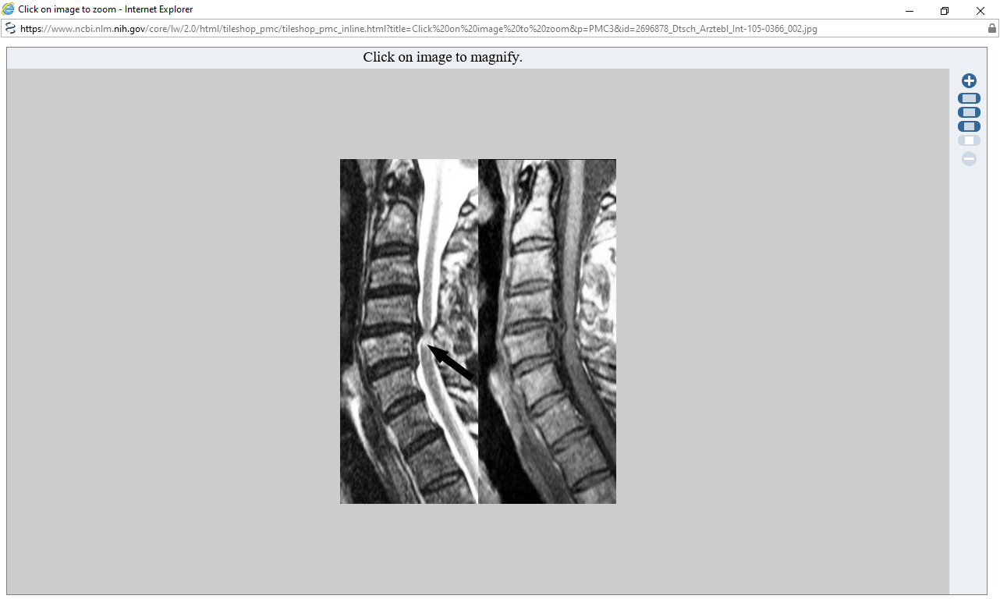 Click on image to zoom - Internet Explorer
https://www.ncbi.nlm.nih.gov/core/lw/2.0/html/tileshop_pmc/tileshop_pmc_inline.html?title=Click%20on%20image%20to%20zoom&p=PMC3&id=2696878_Dtsch_Arztebl_Int-105-0366_002.jpg
Click on image to magnify.